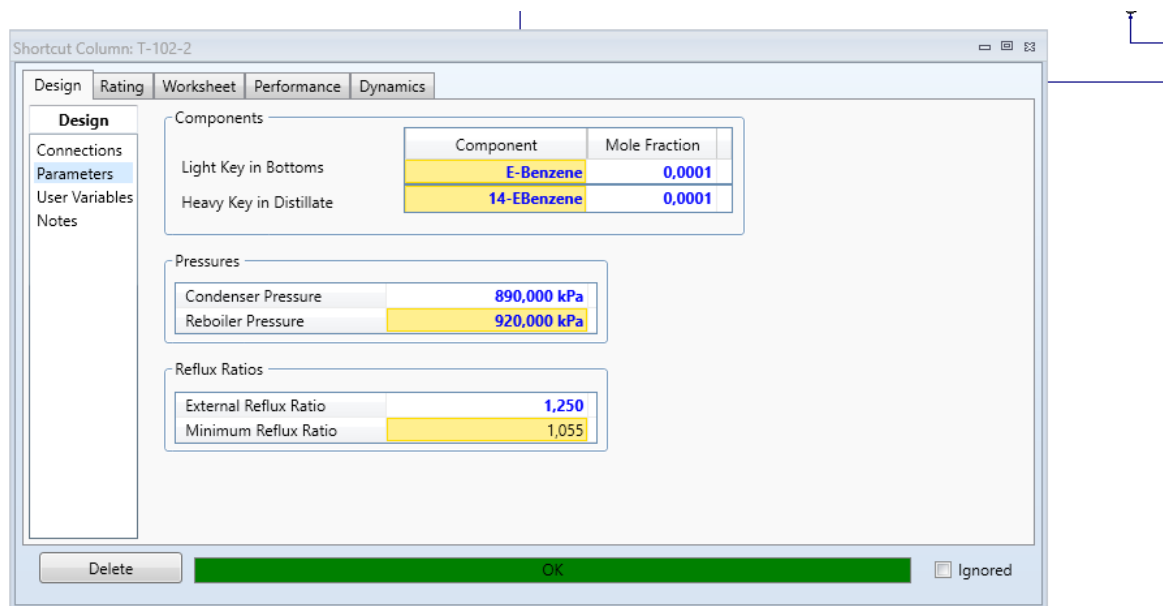 Shortcut Column: T-102-2
Design Rating Worksheet Performance Dynamics
Design
Connections
Parameters
User Variables
Notes
Components
Component Mole Fraction
Light Key in Bottoms E-Benzene 0,0001
Heavy Key in Distillate 14-EBenzene 0,0001
Pressures
Condenser Pressure 890,000 kPa
Reboiler Pressure 920,000 kPa
Reflux Ratios
External Reflux Ratio 1,250
Minimum Reflux Ratio 1,055
Delete OK Ignored